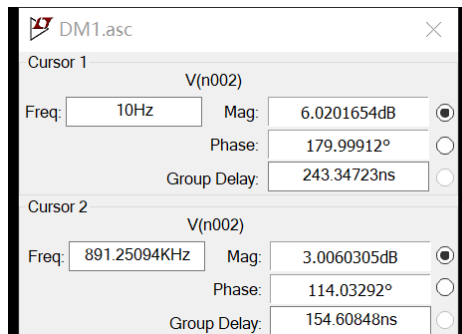 DM1.asc
Cursor 1
V(n002)
Freq: 10Hz Mag: 6.0201654dB
Phase: 179.99912°
Group Delay: 243.34723ns
Cursor 2
V(n002)
Freq: 891.25094KHz Mag: 3.0060305dB
Phase: 114.03292°
Group Delay: 154.60848ns